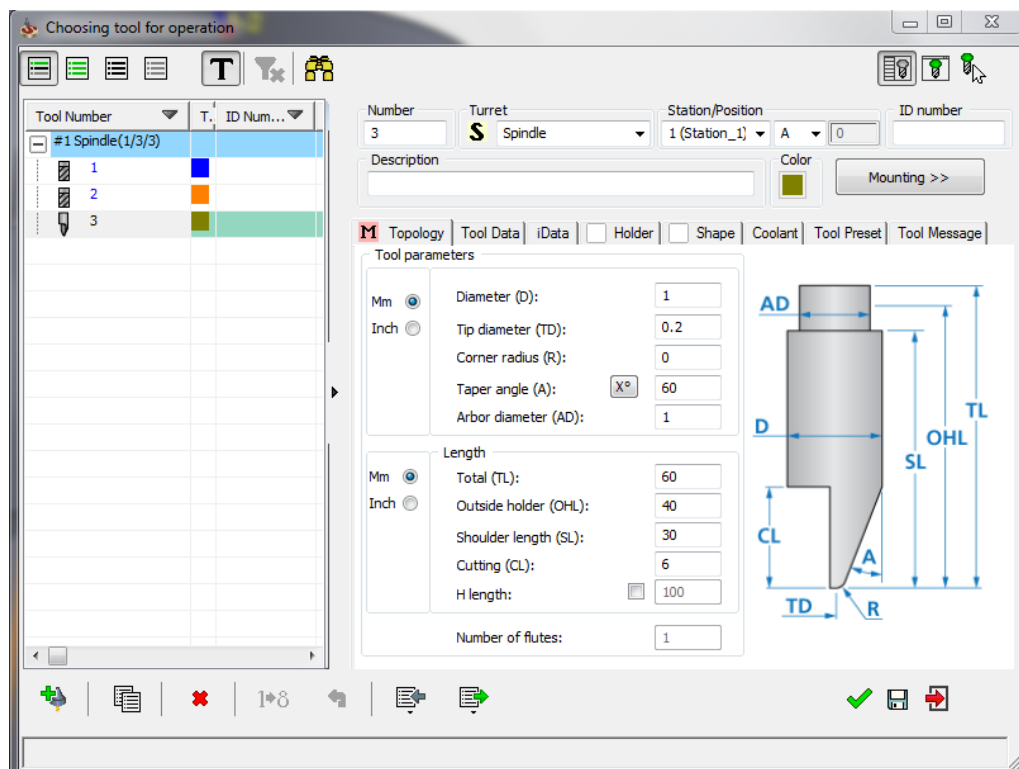 Choosing tool for operation
T
Tool Number T. ID Num...
#1 Spindle(1/3/3)
1
2
3
Number Turret Station/Position ID number
3 S Spindle 1 (Station_1) A 0
Description Color
Mounting >>
M Topology Tool Data iData Holder Shape Coolant Tool Preset Tool Message
Tool parameters
Mm Diameter (D): 1
Inch Tip diameter (TD): 0.2
Corner radius (R): 0
Taper angle (A): X° 60
Arbor diameter (AD): 1
Length
Mm Total (TL): 60
Inch Outside holder (OHL): 40
Shoulder length (SL): 30
Cutting (CL): 6
H length: 100
Number of flutes: 1
AD
D
TL
OHL
SL
CL
A
TD
R
1 8